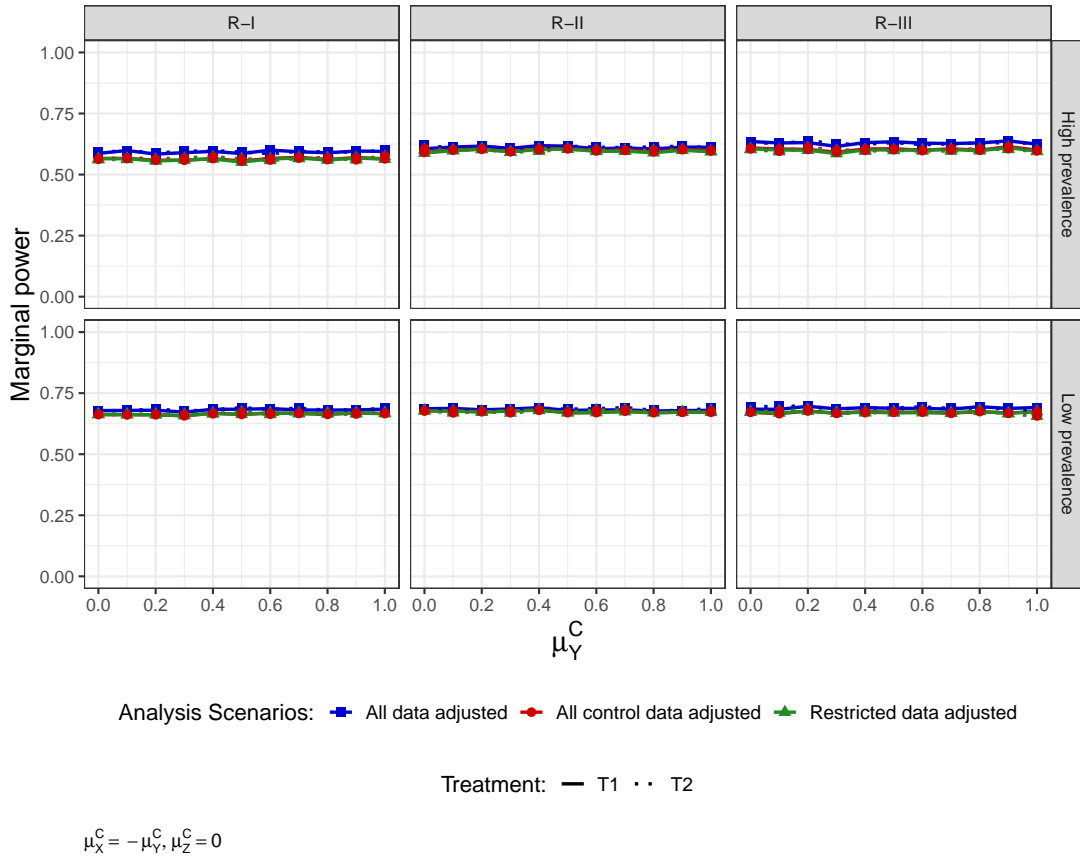 R−I R−II R−III
1.00
0.75
0.50
0.25
0.00
High prevalence
Marginal power
1.00
0.75
0.50
0.25
0.00
Low prevalence
0.0 0.2 0.4 0.6 0.8 1.0 0.0 0.2 0.4 0.6 0.8 1.0 0.0 0.2 0.4 0.6 0.8 1.0
μ_Y^C
Analysis Scenarios: All data adjusted All control data adjusted Restricted data adjusted
Treatment: T1 T2
μ_X^C = − μ_Y^C, μ_Z^C = 0